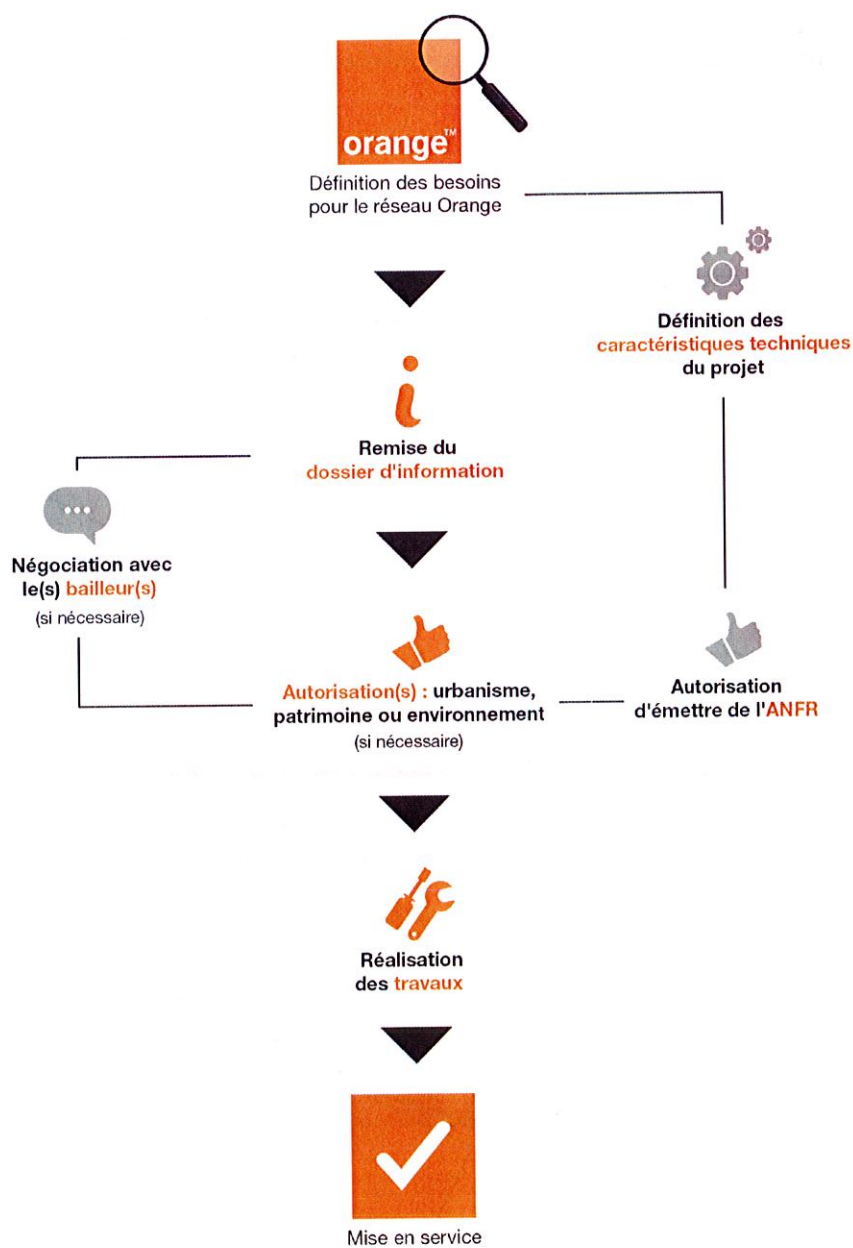 orange™
Définition des besoins
pour le réseau Orange
Définition des
caractéristiques techniques
du projet
Remise du
dossier d'information
Négociation avec
le(s) bailleur(s)
(si nécessaire)
Autorisation(s) : urbanisme,
patrimoine ou environnement
(si nécessaire)
Autorisation
d'émettre de l'ANFR
Réalisation
des travaux
Mise en service